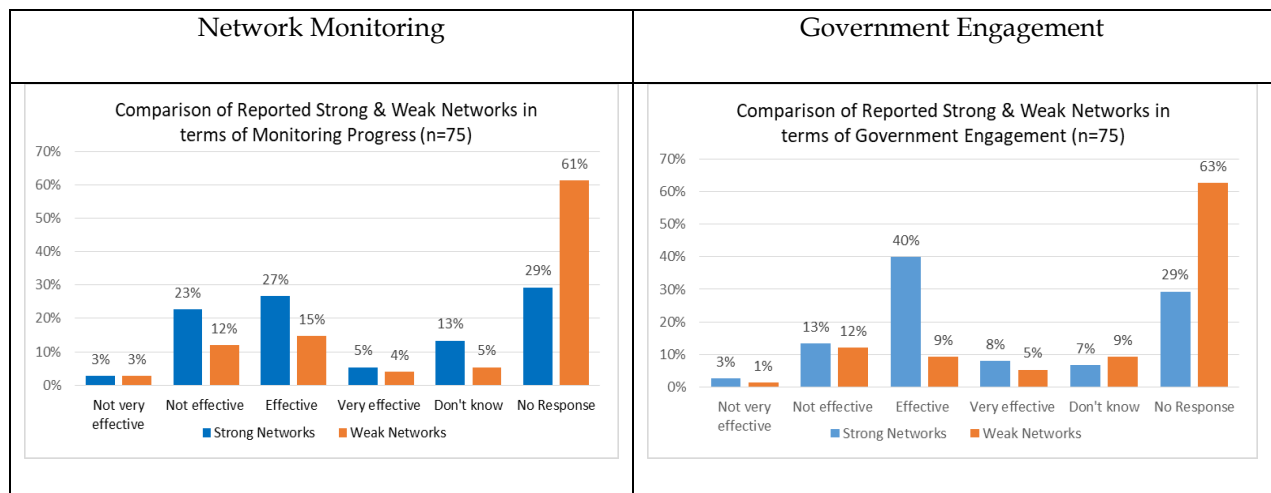 Network Monitoring
Government Engagement
Comparison of Reported Strong & Weak Networks in
terms of Monitoring Progress (n=75)
70%
60%
50%
40%
30%
20%
10%
0%
3% 3% 23% 12% 27% 15% 5% 4% 13% 5% 29% 61%
Not very Not effective Effective Very effective Don't know No Response
effective
Strong Networks Weak Networks
Comparison of Reported Strong & Weak Networks in
terms of Government Engagement (n=75)
70%
60%
50%
40%
30%
20%
10%
0%
3% 1% 13% 12% 40% 9% 8% 5% 7% 9% 29% 63%
Not very Not effective Effective Very effective Don't know No Response
effective
Strong Networks Weak Networks